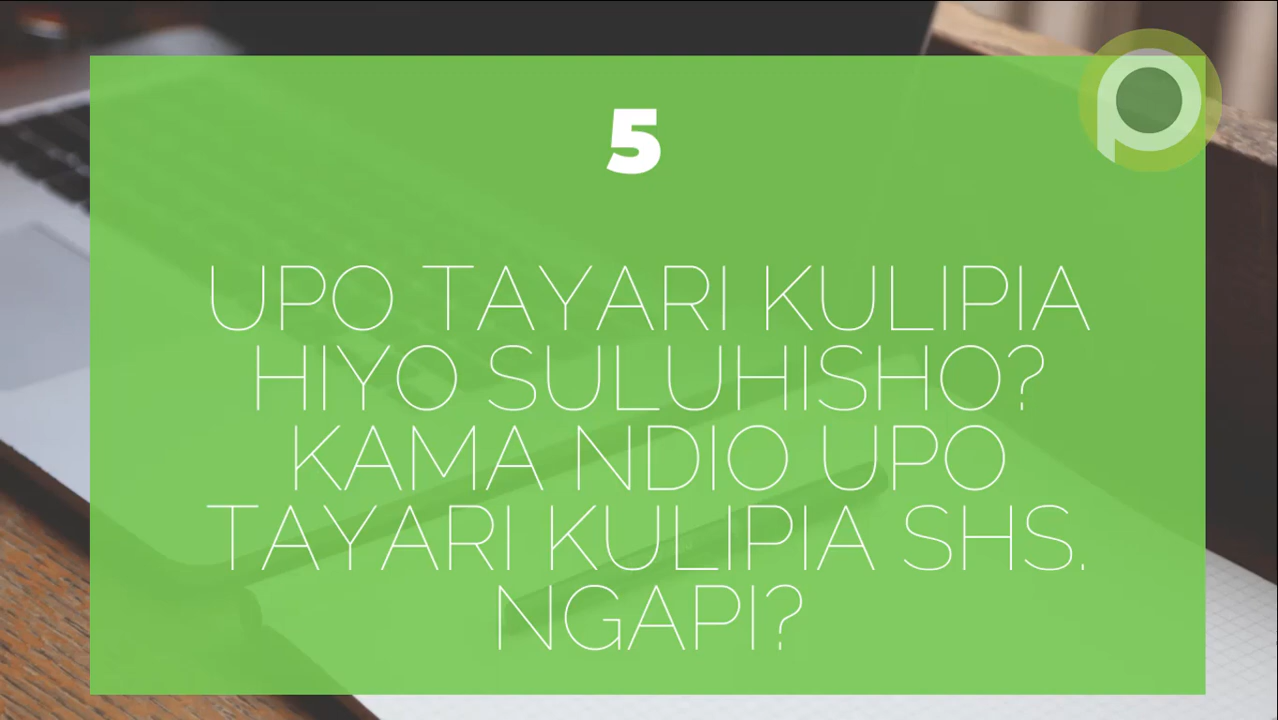 5
UPO TAYARI KULIPIA
HIYO SULUHISHO?
KAMA NDIO UPO
TAYARI KULIPIA SHS.
NGAPI?